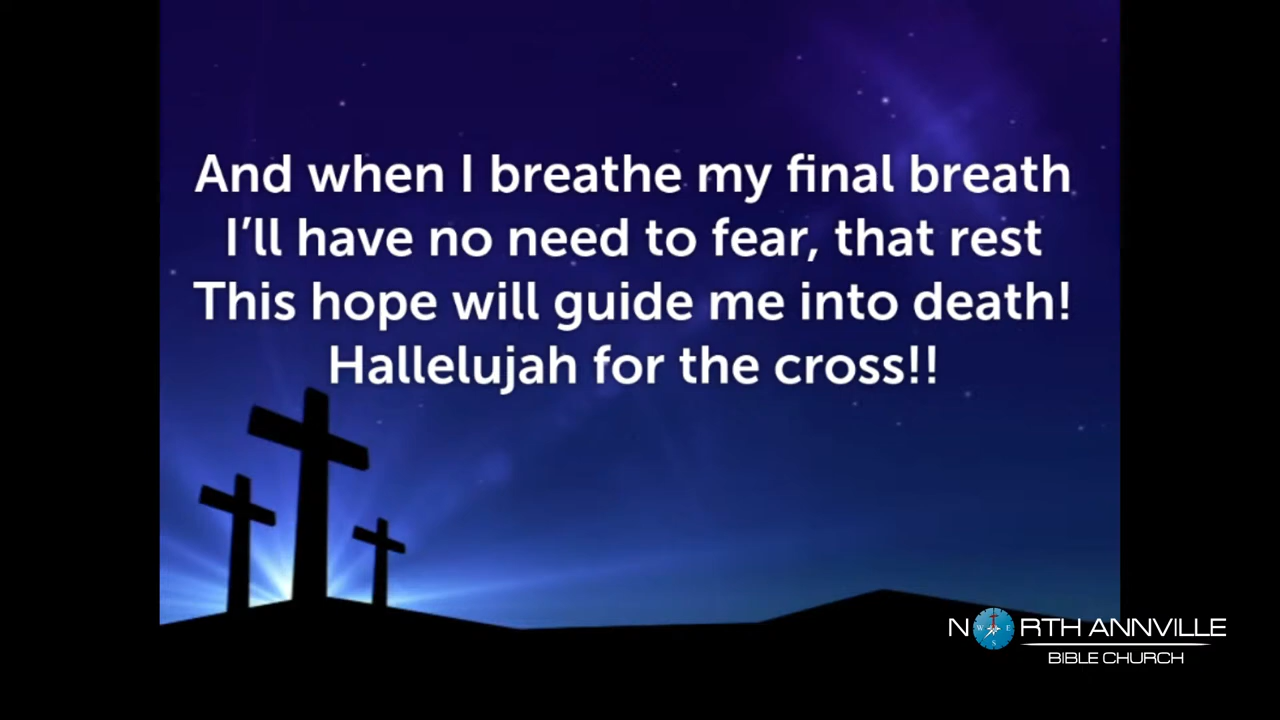 And when I breathe my final breath
I'll have no need to fear, that rest
This hope will guide me into death!
Hallelujah for the cross!!
NORTH ANNVILLE
BIBLE CHURCH
W E
S